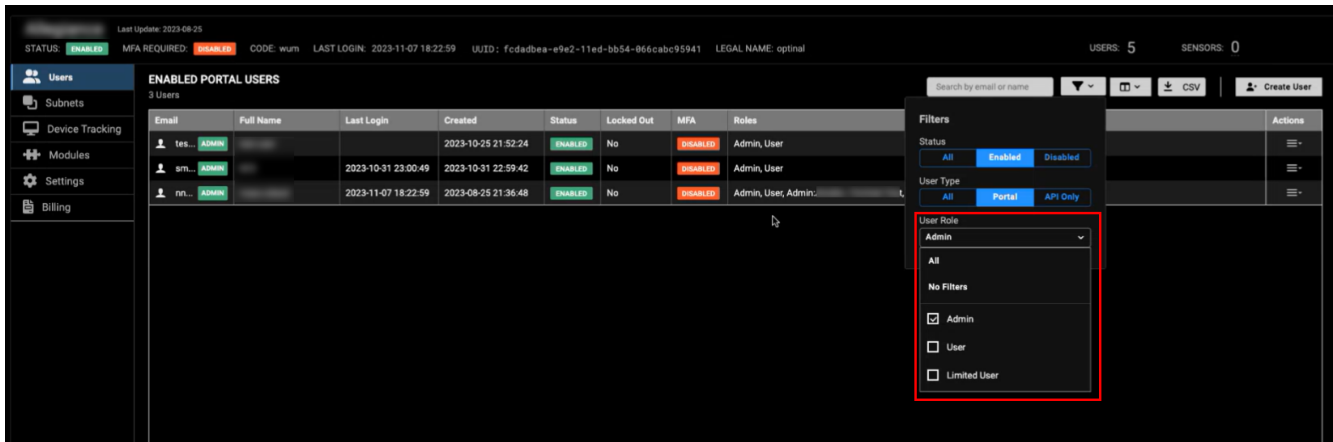 Last Update: 2023-08-25
STATUS: ENABLED MFA REQUIRED: DISABLED CODE: wum LAST LOGIN: 2023-11-07 18:22:59 UUID: fcdadbea-e9e2-11ed-bb54-066cabc95941 LEGAL NAME: optinal USERS: 5 SENSORS: 0
Users
Subnets
Device Tracking
Modules
Settings
Billing
ENABLED PORTAL USERS
3 Users
Search by email or name CSV Create User
Email Full Name Last Login Created Status Locked Out MFA Roles Actions
tes... ADMIN 2023-10-25 21:52:24 ENABLED No DISABLED Admin, User
sm... ADMIN 2023-10-31 23:00:49 2023-10-31 22:59:42 ENABLED No DISABLED Admin, User
nn... ADMIN 2023-11-07 18:22:59 2023-08-25 21:36:48 ENABLED No DISABLED Admin, User, Admin:
Filters
Status
All Enabled Disabled
User Type
All Portal API Only
User Role
Admin
All
No Filters
Admin
User
Limited User